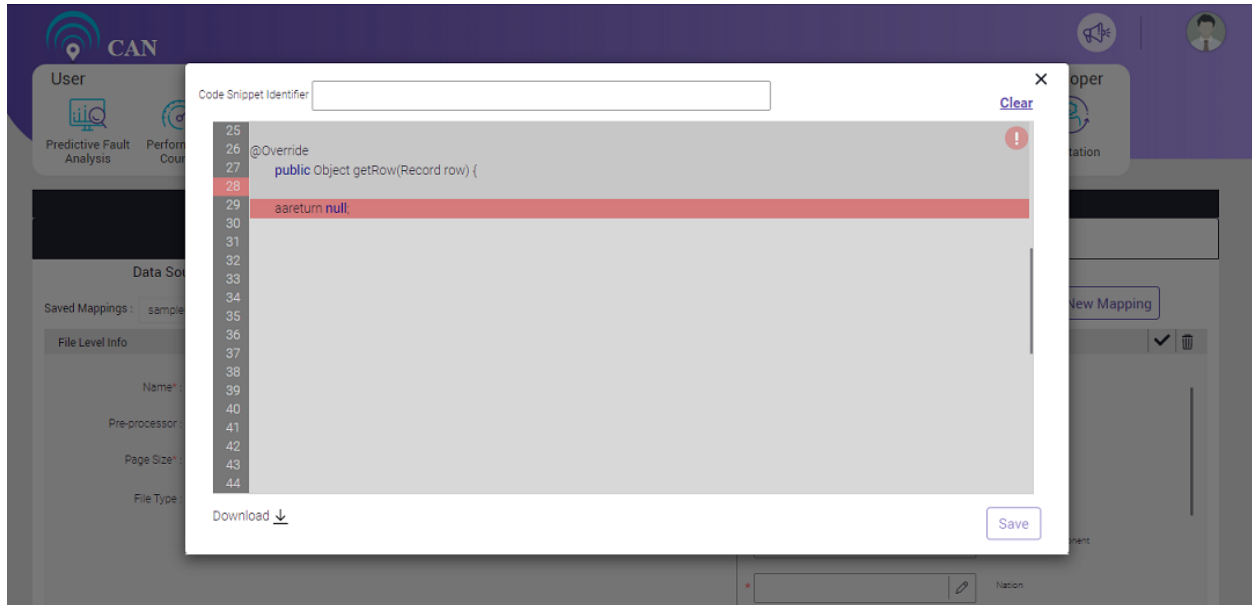 CAN
User
oper
Predictive Fault
Analysis
Perforn
Cour
tation
Code Snippet Identifier
Clear
25
26 @Override
27 public Object getRow(Record row) {
28
29 aareturn null;
30
31
32
33
34
35
36
37
38
39
40
41
42
43
44
Download
Save
Data Sou
Saved Mappings : sample
New Mapping
File Level Info
Name* :
Pre-processor :
Page Size* :
File Type :
onent
* Nation